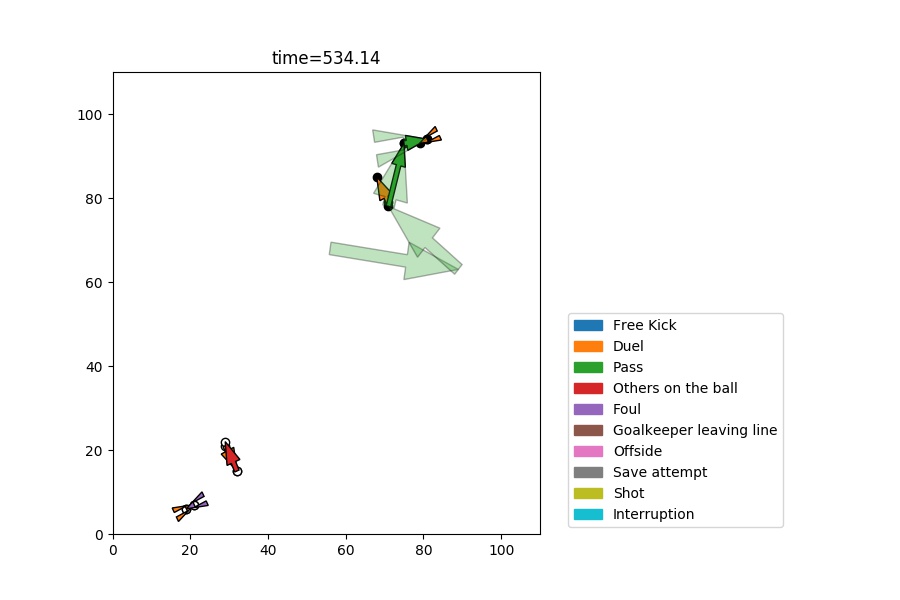 time=534.14
100
80
60
40
20
0
0 20 40 60 80 100
Free Kick
Duel
Pass
Others on the ball
Foul
Goalkeeper leaving line
Offside
Save attempt
Shot
Interruption